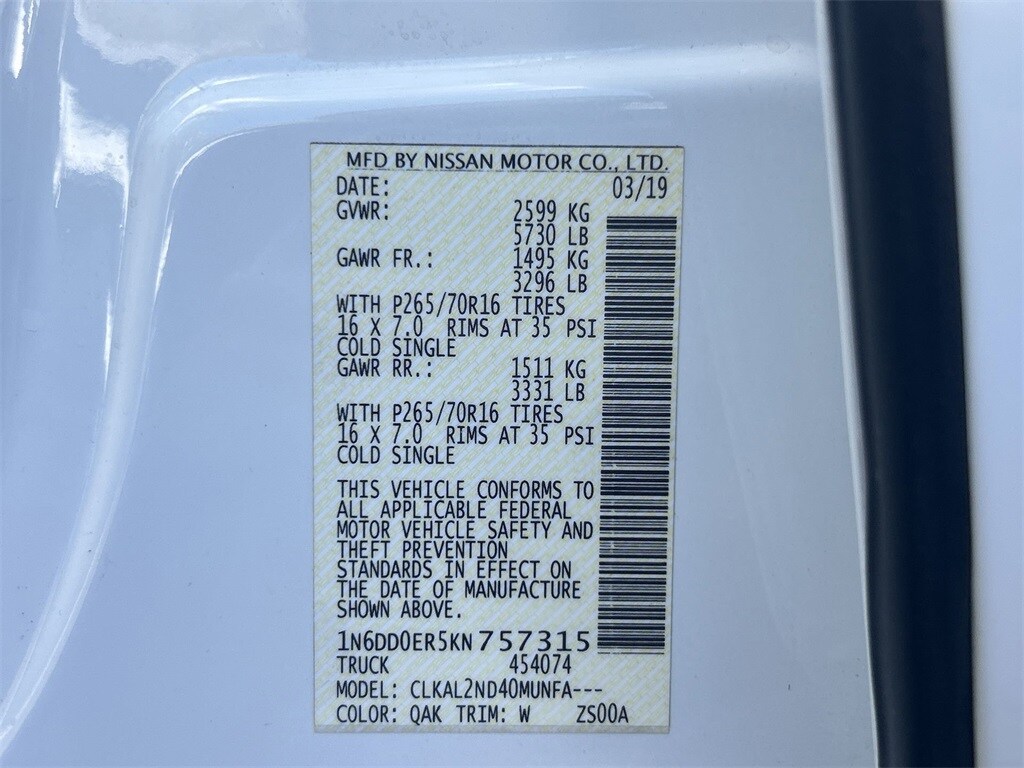 MFD BY NISSAN MOTOR CO., LTD.
DATE: 03/19
GVWR: 2599 KG
5730 LB
GAWR FR.: 1495 KG
3296 LB
WITH P265/70R16 TIRES
16 X 7.0 RIMS AT 35 PSI
COLD SINGLE
GAWR RR.: 1511 KG
3331 LB
WITH P265/70R16 TIRES
16 X 7.0 RIMS AT 35 PSI
COLD SINGLE
THIS VEHICLE CONFORMS TO
ALL APPLICABLE FEDERAL
MOTOR VEHICLE SAFETY AND
THEFT PREVENTION
STANDARDS IN EFFECT ON
THE DATE OF MANUFACTURE
SHOWN ABOVE.
1N6DD0ER5KN757315
TRUCK 454074
MODEL: CLKAL2ND40MUNFA---
COLOR: QAK TRIM: W ZS00A